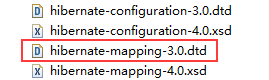 hibernate-configuration-3.0.dtd
hibernate-configuration-4.0.xsd
hibernate-mapping-3.0.dtd
hibernate-mapping-4.0.xsd